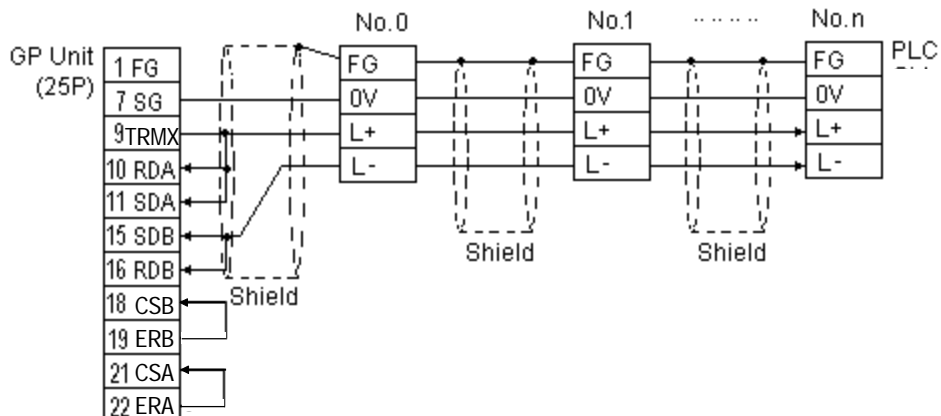 No.0
No.1
No.n
GP Unit
(25P)
PLC
1 FG
7 SG
9 TRMX
10 RDA
11 SDA
15 SDB
16 RDB
18 CSB
19 ERB
21 CSA
22 ERA
FG
0V
L+
L-
FG
0V
L+
L-
FG
0V
L+
L-
Shield
Shield
Shield